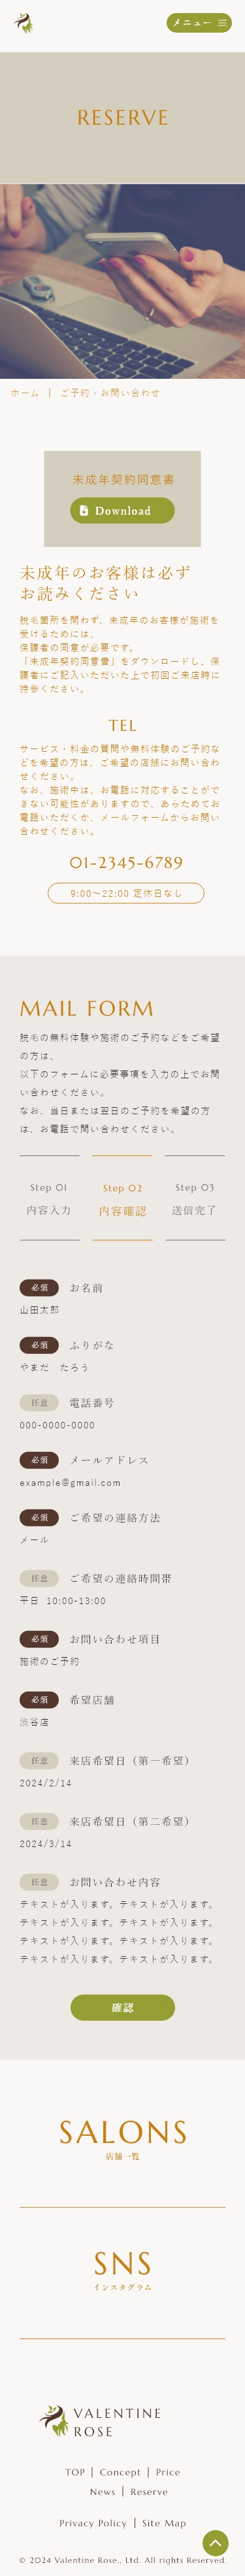 メニュー
RESERVE
ホーム | ご予約・お問い合わせ
未成年契約同意書
Download
未成年のお客様は必ず
お読みください
脱毛箇所を問わず、未成年のお客様が施術を
受けるためには、
保護者の同意が必要です。
「未成年契約同意書」をダウンロードし、保
護者にご記入いただいた上で初回ご来店時に
持参ください。
TEL
サービス・料金の質問や無料体験のご予約な
どを希望の方は、ご希望の店舗にお問い合わ
せください。
なお、施術中は、お電話に対応することがで
きない可能性がありますので、あらためてお
電話いただくか、メールフォームからお問い
合わせください。
01-2345-6789
9:00〜22:00 定休日なし
MAIL FORM
脱毛の無料体験や施術のご予約などをご希望
の方は、
以下のフォームに必要事項を入力の上でお問
い合わせください。
なお、当日または翌日のご予約を希望の方
は、お電話で問い合わせください。
Step 01 Step 02 Step 03
内容入力 内容確認 送信完了
必須 お名前
山田太郎
必須 ふりがな
やまだ たろう
任意 電話番号
000-0000-0000
必須 メールアドレス
example@gmail.com
必須 ご希望の連絡方法
メール
任意 ご希望の連絡時間帯
平日 10:00-13:00
必須 お問い合わせ項目
施術のご予約
必須 希望店舗
渋谷店
任意 来店希望日（第一希望）
2024/2/14
任意 来店希望日（第二希望）
2024/3/14
任意 お問い合わせ内容
テキストが入ります。テキストが入ります。
テキストが入ります。テキストが入ります。
テキストが入ります。テキストが入ります。
テキストが入ります。テキストが入ります。
確認
SALONS
店舗一覧
SNS
インスタグラム
VALENTINE
ROSE
TOP | Concept | Price
News | Reserve
Privacy Policy | Site Map
© 2024 Valentine Rose., Ltd. All rights Reserved.